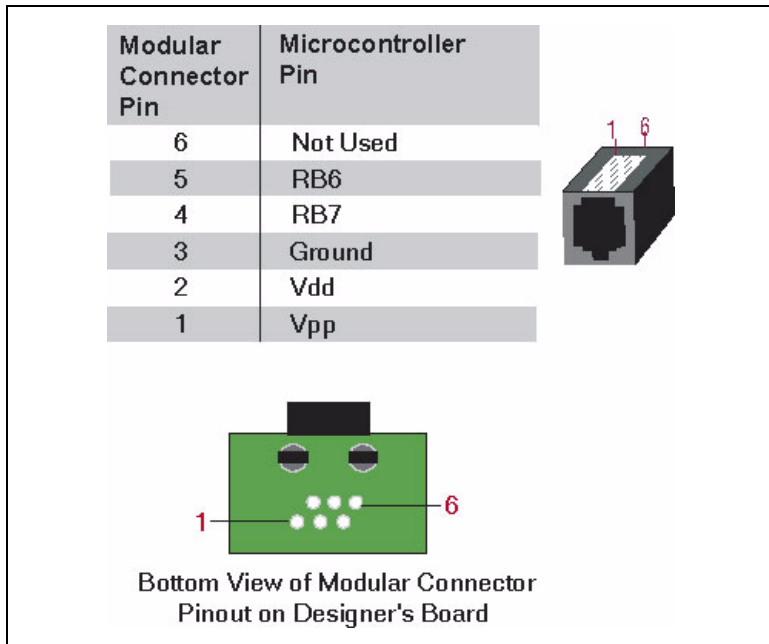 Modular Connector Pin Microcontroller Pin
6 Not Used
5 RB6
4 RB7
3 Ground
2 Vdd
1 Vpp
1 6
1 6
Bottom View of Modular Connector
Pinout on Designer's Board